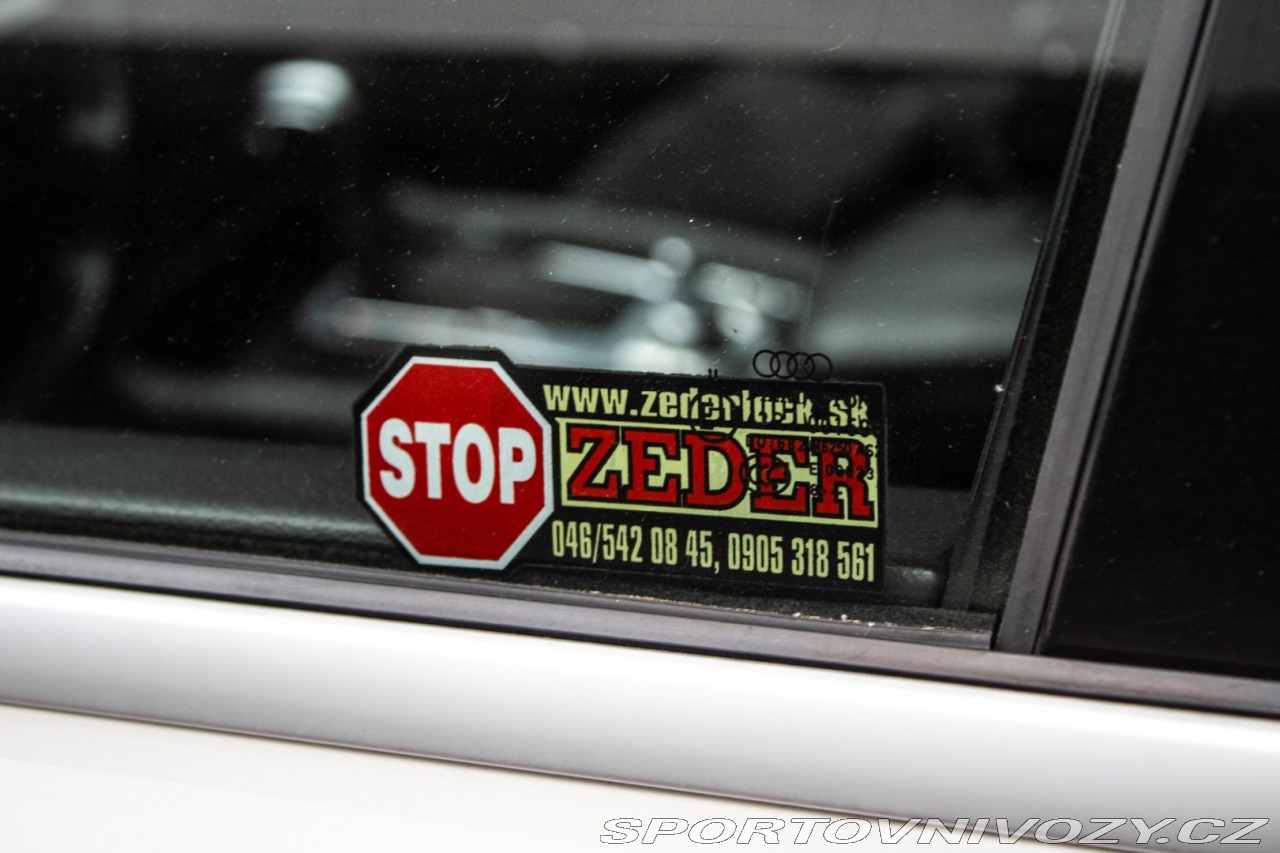 STOP
www.zederlock.sk
ZEDER
046/542 08 45, 0905 318 561
SPORTOVNIVOZY.CZ